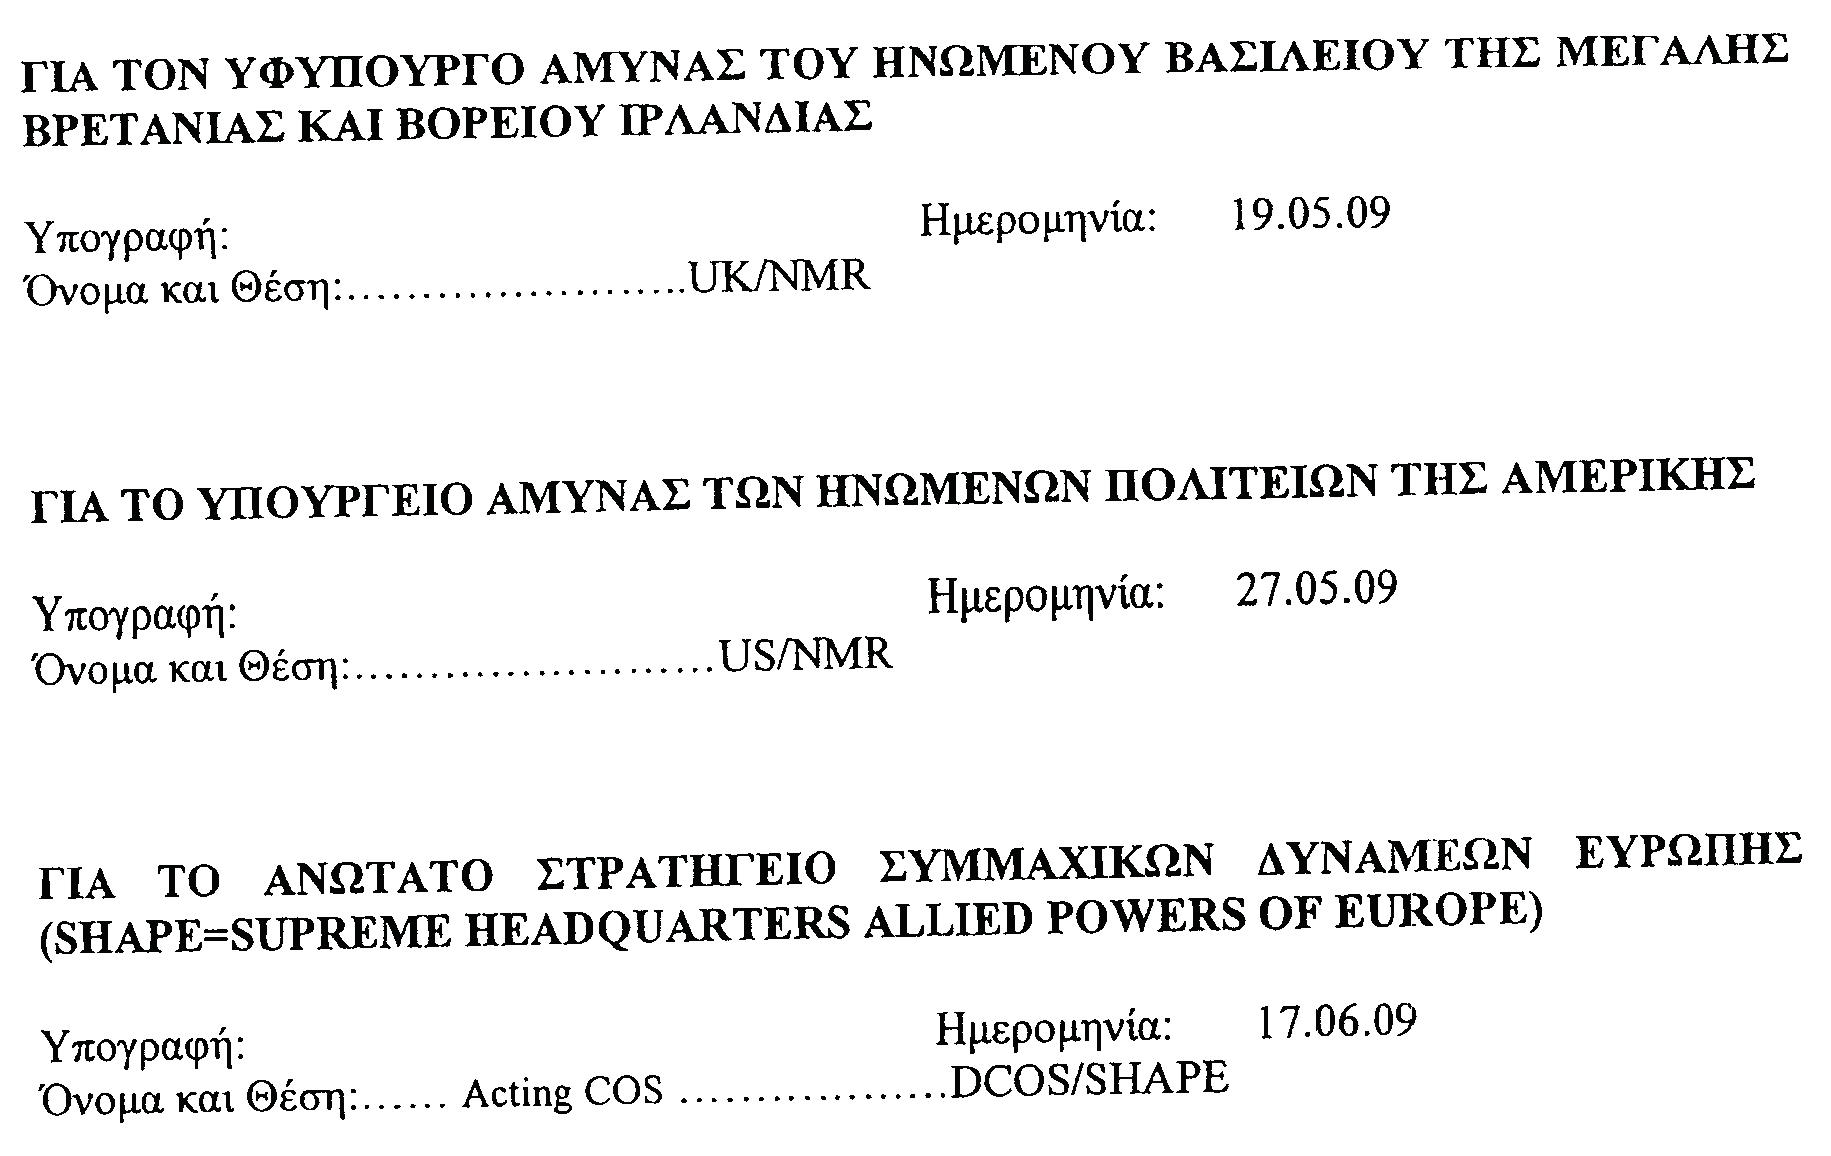 ΓΙΑ ΤΟΝ ΥΦΥΠΟΥΡΓΟ ΑΜΥΝΑΣ ΤΟΥ ΗΝΩΜΕΝΟΥ ΒΑΣΙΛΕΙΟΥ ΤΗΣ ΜΕΓΑΛΗΣ
ΒΡΕΤΑΝΙΑΣ ΚΑΙ ΒΟΡΕΙΟΥ ΙΡΛΑΝΔΙΑΣ
Υπογραφή: Ημερομηνία: 19.05.09
Όνομα και Θέση:.......................UK/NMR
ΓΙΑ ΤΟ ΥΠΟΥΡΓΕΙΟ ΑΜΥΝΑΣ ΤΩΝ ΗΝΩΜΕΝΩΝ ΠΟΛΙΤΕΙΩΝ ΤΗΣ ΑΜΕΡΙΚΗΣ
Υπογραφή: Ημερομηνία: 27.05.09
Όνομα και Θέση:........................US/NMR
ΓΙΑ ΤΟ ΑΝΩΤΑΤΟ ΣΤΡΑΤΗΓΕΙΟ ΣΥΜΜΑΧΙΚΩΝ ΔΥΝΑΜΕΩΝ ΕΥΡΩΠΗΣ
(SHAPE=SUPREME HEADQUARTERS ALLIED POWERS OF EUROPE)
Υπογραφή: Ημερομηνία: 17.06.09
Όνομα και Θέση:...... Acting COS ..................DCOS/SHAPE